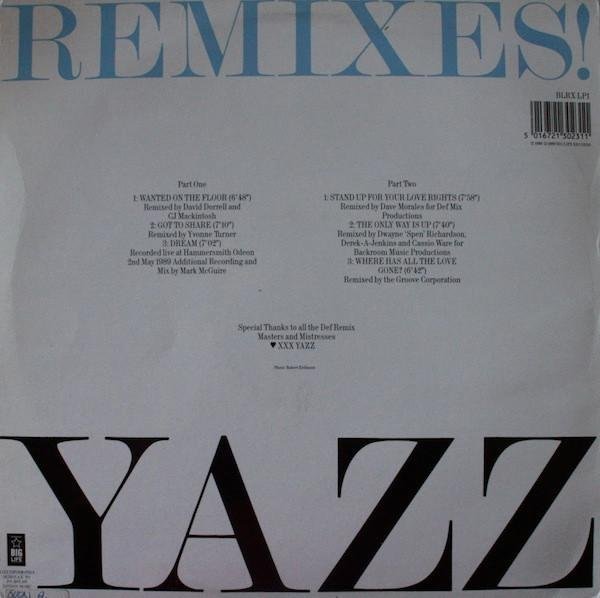 REMIXES!
BLRX LP1
5 016721 302311
Part One
1: WANTED ON THE FLOOR (6'48")
Remixed by David Dorrell and
CJ Mackintosh
2: GOT TO SHARE (7'10")
Remixed by Yvonne Turner
3: DREAM (7'02")
Recorded live at Hammersmith Odeon
2nd May 1989 Additional Recording and
Mix by Mark McGuire
Part Two
1: STAND UP FOR YOUR LOVE RIGHTS (7'58")
Remixed by Dave Morales for Def Mix
Productions
2: THE ONLY WAY IS UP (7'40")
Remixed by Dwayne 'Spen' Richardson,
Derek-A-Jenkins and Cassio Ware for
Backroom Music Productions
3: WHERE HAS ALL THE LOVE
GONE? (6'42")
Remixed by the Groove Corporation
Special Thanks to all the Def Remix
Masters and Mistresses
♥ XXX YAZZ
Photo: Robert Erdmann
YAZZ
BIG
LIFE